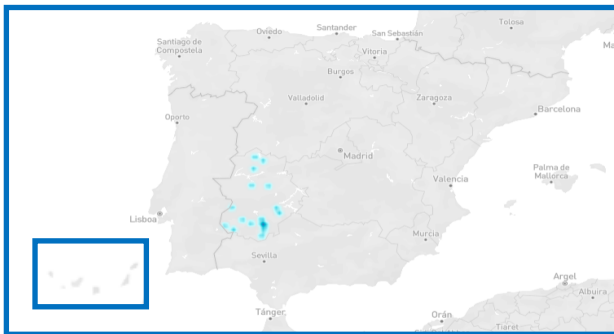 Tolosa
Oviedo
Santander
San Sebastián
Santiago de
Compostela
Vitoria
Burgos
Valladolid
Zaragoza
Barcelona
Oporto
Madrid
Palma de
Mallorca
Valencia
Lisboa
Murcia
Sevilla
Argel
Albuira
Tánger
Orán
Tiaret